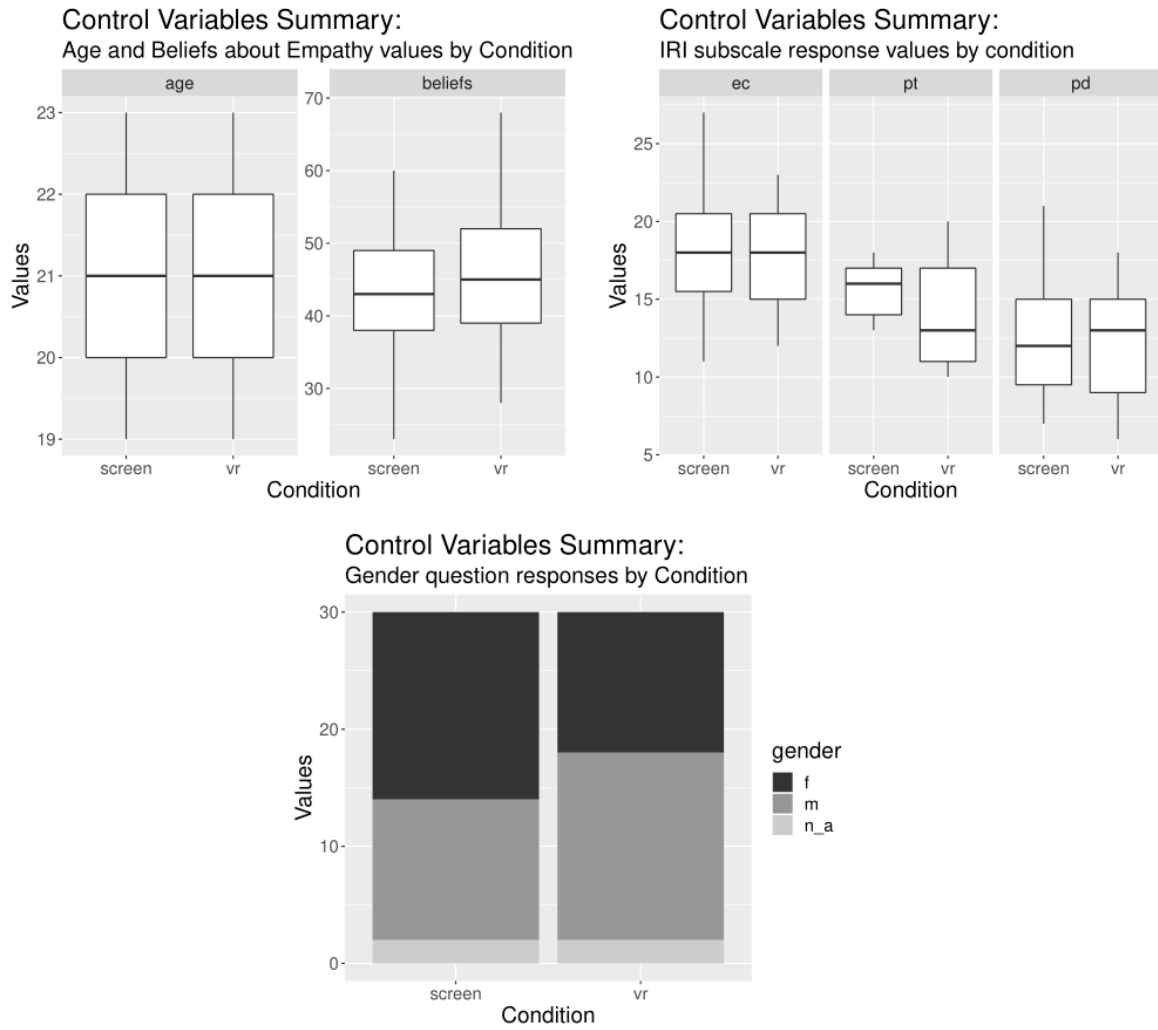 Control Variables Summary:
Age and Beliefs about Empathy values by Condition
age
beliefs
23
22
21
20
19
70
60
50
40
30
Values
screen
vr
screen
vr
Condition
Control Variables Summary:
IRI subscale response values by condition
ec
pt
pd
25
20
15
10
5
Values
screen
vr
screen
vr
screen
vr
Condition
Control Variables Summary:
Gender question responses by Condition
30
20
10
0
Values
screen
vr
Condition
gender
f
m
n_a